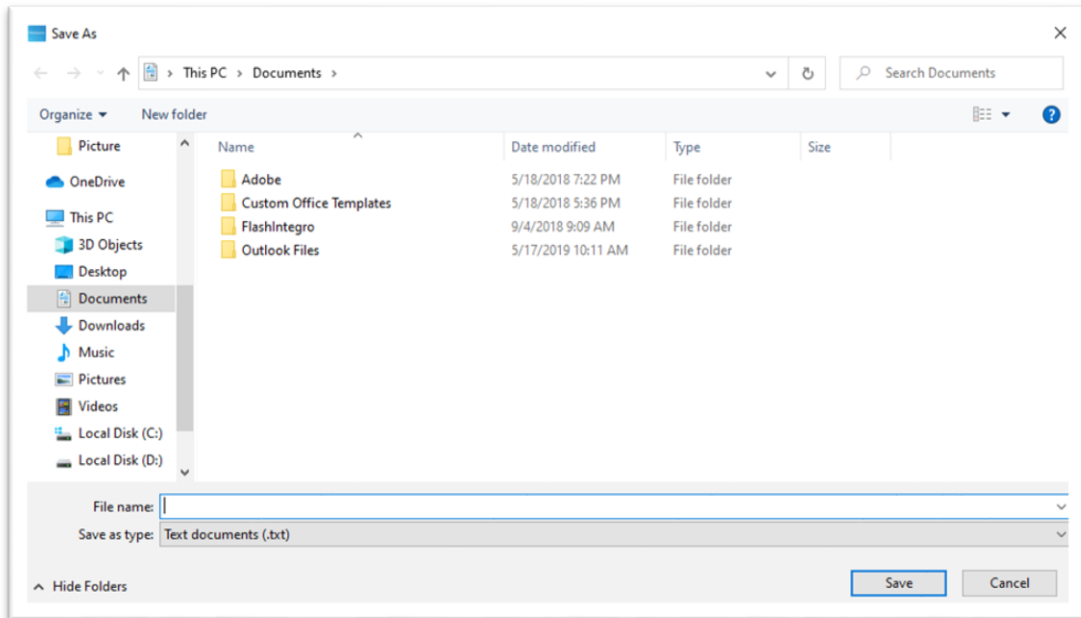 Save As
This PC > Documents >
Search Documents
Organize
New folder
?
Picture
OneDrive
This PC
3D Objects
Desktop
Documents
Downloads
Music
Pictures
Videos
Local Disk (C:)
Local Disk (D:)
Name Date modified Type Size
Adobe 5/18/2018 7:22 PM File folder
Custom Office Templates 5/18/2018 5:36 PM File folder
FlashIntegro 9/4/2018 9:09 AM File folder
Outlook Files 5/17/2019 10:11 AM File folder
File name:
Save as type: Text documents (.txt)
Hide Folders
Save
Cancel